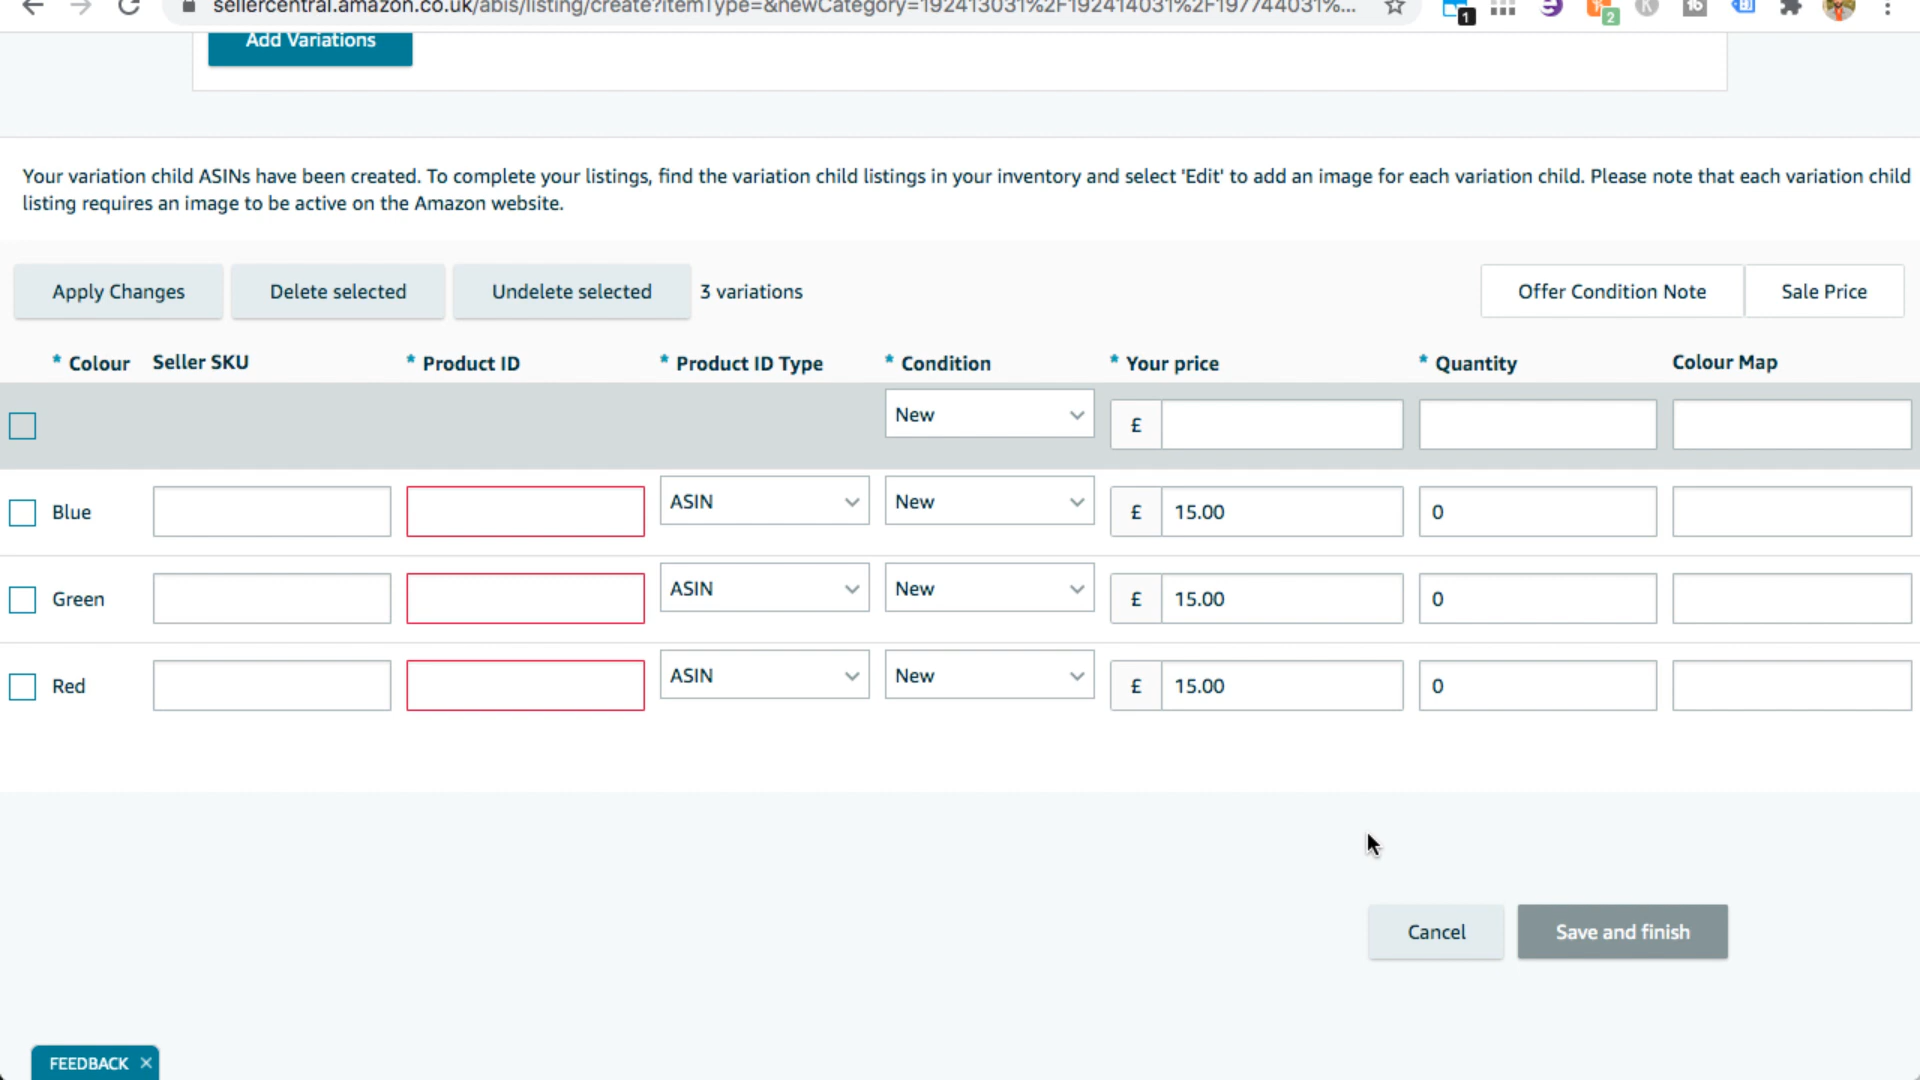 sellercentral.amazon.co.uk/abis/listing/create?itemType=&newCategory=192413031%2F192414031%2F197744031%...
1
2
K
16
Add Variations
Your variation child ASINs have been created. To complete your listings, find the variation child listings in your inventory and select 'Edit' to add an image for each variation child. Please note that each variation child
listing requires an image to be active on the Amazon website.
Apply Changes Delete selected Undelete selected 3 variations Offer Condition Note Sale Price
* Colour Seller SKU * Product ID * Product ID Type * Condition * Your price * Quantity Colour Map
New £
Blue ASIN New £ 15.00 0
Green ASIN New £ 15.00 0
Red ASIN New £ 15.00 0
Cancel Save and finish
FEEDBACK ×